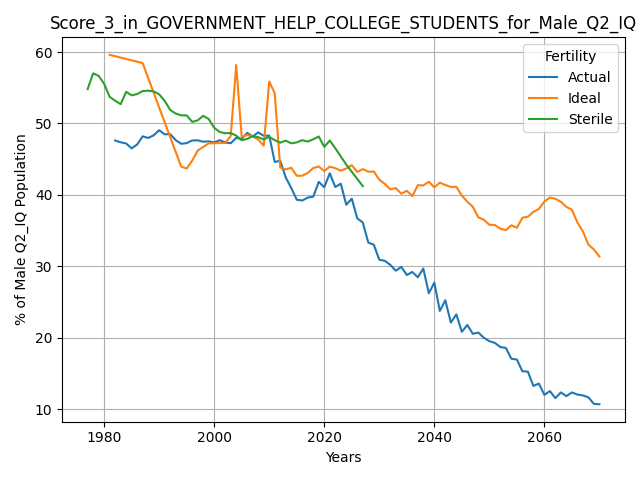 Score_3_in_GOVERNMENT_HELP_COLLEGE_STUDENTS_for_Male_Q2_IQ
Fertility
Actual
Ideal
Sterile
% of Male Q2_IQ Population
60
50
40
30
20
10
1980
2000
2020
2040
2060
Years